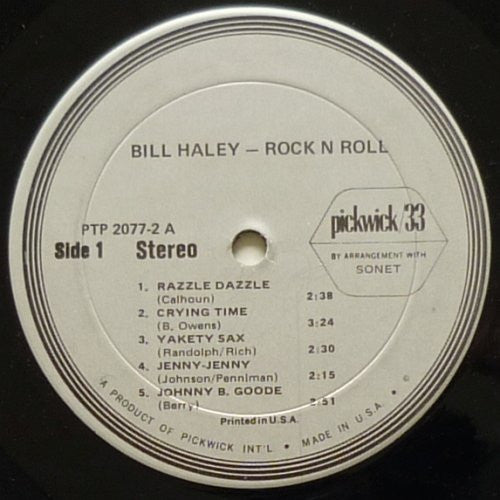 BILL HALEY – ROCK N ROLL
PTP 2077-2 A
Side 1 Stereo
pickwick/33
BY ARRANGEMENT WITH
SONET
1. RAZZLE DAZZLE
(Calhoun) 2:38
2. CRYING TIME
(B. Owens) 3:24
3. YAKETY SAX
(Randolph/Rich) 2:30
4. JENNY-JENNY
(Johnson/Penniman) 2:15
5. JOHNNY B. GOODE
(Berry) 2:51
Printed in U.S.A.
A PRODUCT OF PICKWICK INT'L • MADE IN U.S.A. • ©